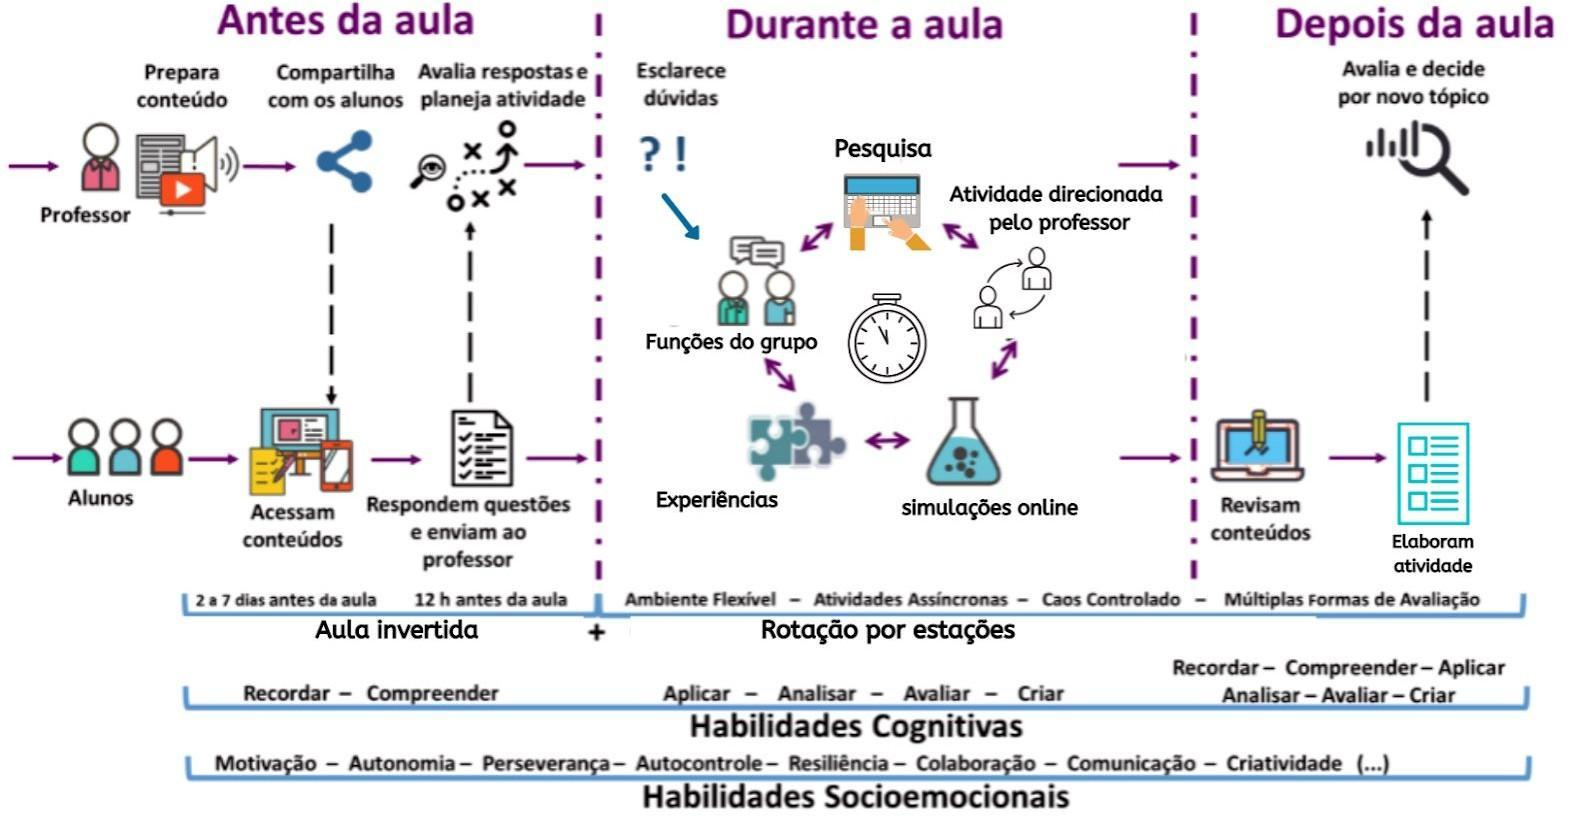 Antes da aula
Durante a aula
Depois da aula
Prepara
conteúdo
Compartilha
com os alunos
Avalia respostas e
planeja atividade
Esclarece
dúvidas
? !
Avalia e decide
por novo tópico
Professor
Pesquisa
Atividade direcionada
pelo professor
Funções do grupo
Experiências
simulações online
Alunos
Acessam
conteúdos
Respondem questões
e enviam ao
professor
Revisam
conteúdos
Elaboram
atividade
2 a 7 dias antes da aula
12 h antes da aula
Ambiente Flexível – Atividades Assíncronas – Caos Controlado – Múltiplas Formas de Avaliação
Aula invertida + Rotação por estações
Recordar – Compreender
Aplicar – Analisar – Avaliar – Criar
Recordar – Compreender – Aplicar
Analisar – Avaliar – Criar
Habilidades Cognitivas
Motivação – Autonomia – Perseverança – Autocontrole – Resiliência – Colaboração – Comunicação – Criatividade (...)
Habilidades Socioemocionais